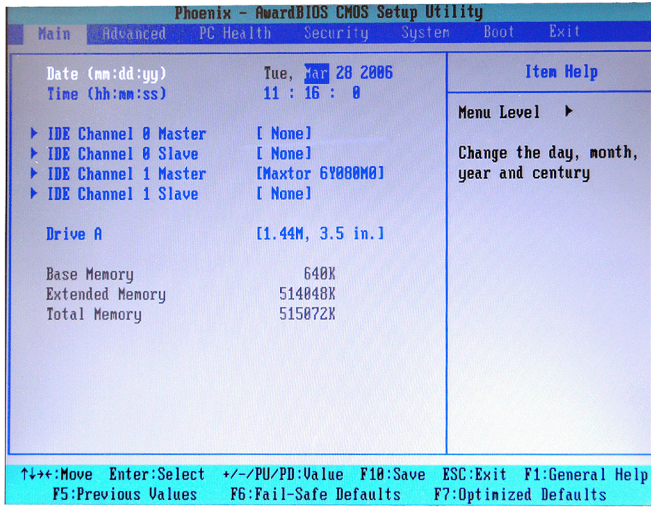 Phoenix - AwardBIOS CMOS Setup Utility
Main Advanced PC Health Security System Boot Exit
Date (mm:dd:yy) Tue, Mar 28 2006
Time (hh:mm:ss) 11 : 16 : 0
IDE Channel 0 Master [ None]
IDE Channel 0 Slave [ None]
IDE Channel 1 Master [Maxtor 6Y080M0]
IDE Channel 1 Slave [ None]
Drive A [1.44M, 3.5 in.]
Base Memory 640K
Extended Memory 514048K
Total Memory 515072K
Item Help
Menu Level ▶
Change the day, month,
year and century
↑↓→←:Move Enter:Select +/-/PU/PD:Value F10:Save ESC:Exit F1:General Help
F5:Previous Values F6:Fail-Safe Defaults F7:Optimized Defaults